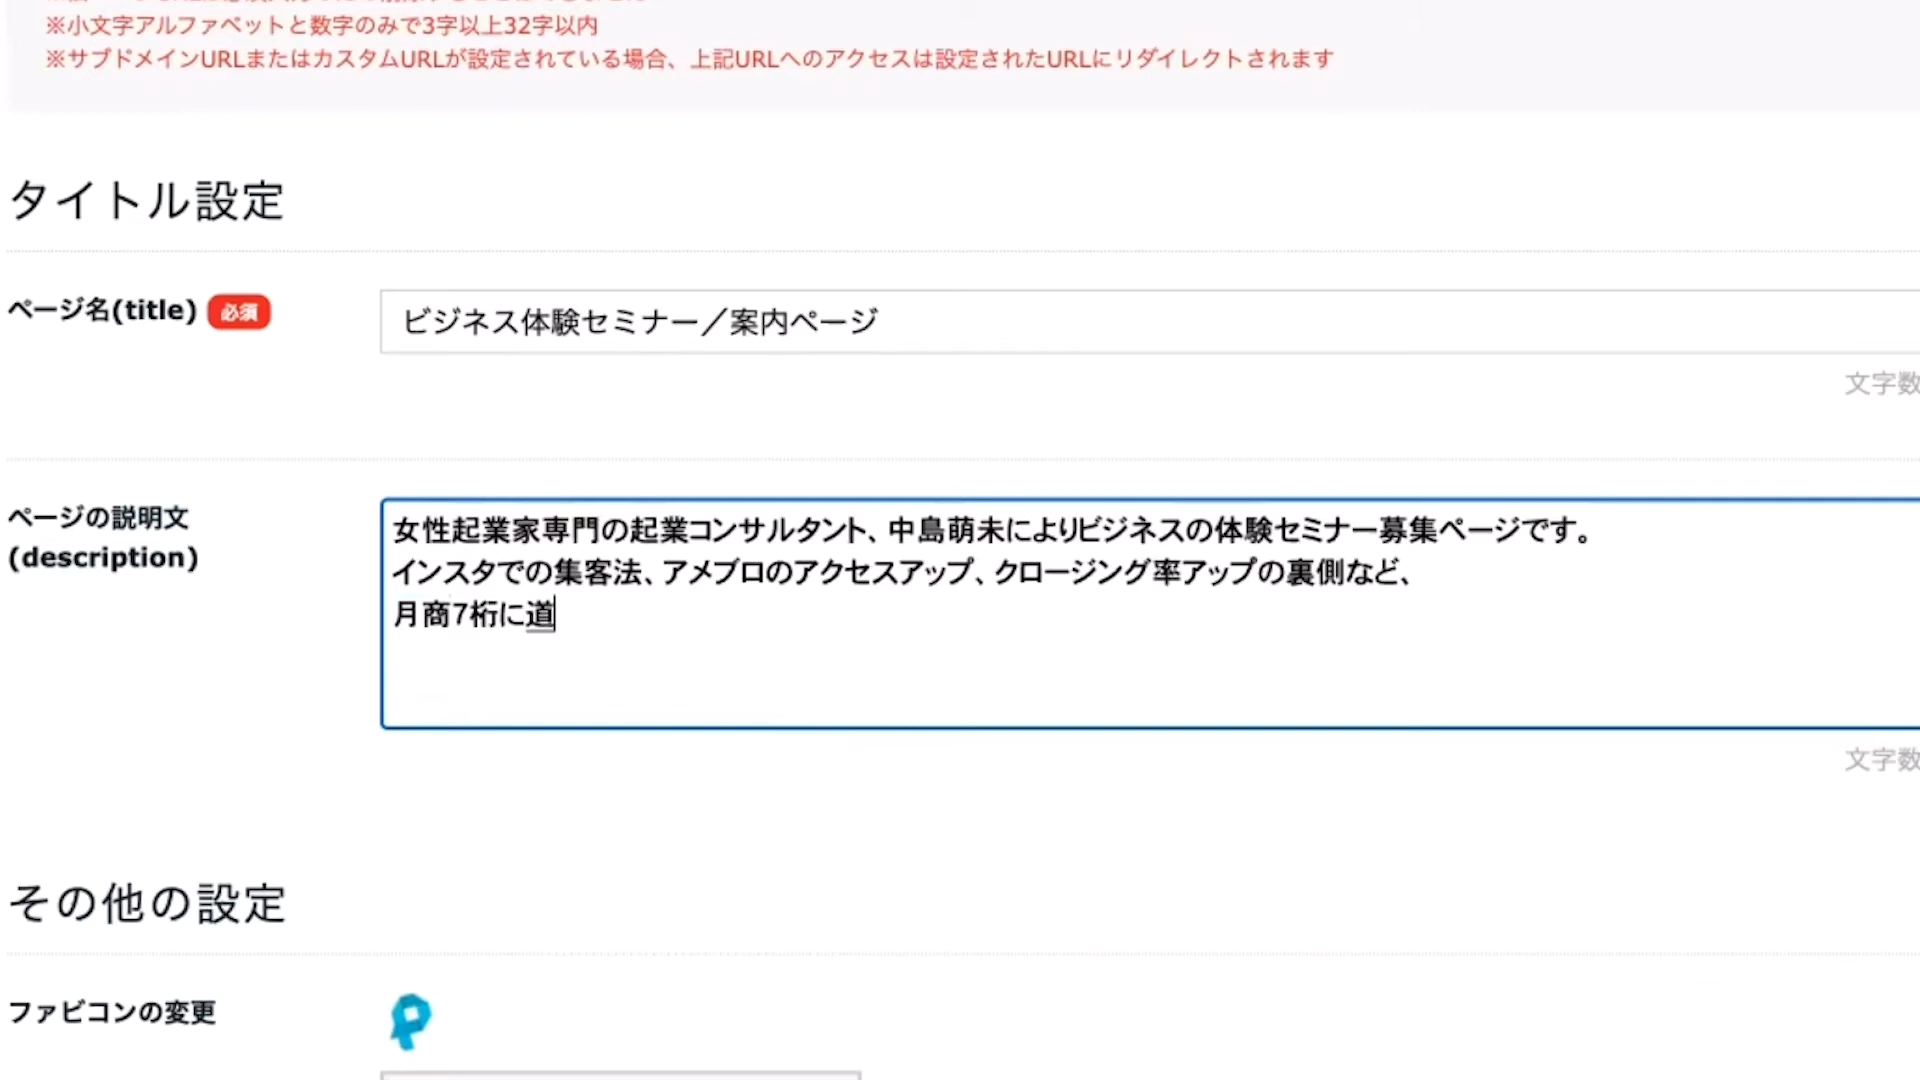 ※小文字アルファベットと数字のみで3字以上32字以内
※サブドメインURLまたはカスタムURLが設定されている場合、上記URLへのアクセスは設定されたURLにリダイレクトされます
タイトル設定
ページ名(title) 必須
ビジネス体験セミナー／案内ページ
文字数
ページの説明文
(description)
女性起業家専門の起業コンサルタント、中島萌未によりビジネスの体験セミナー募集ページです。
インスタでの集客法、アメブロのアクセスアップ、クロージング率アップの裏側など、
月商7桁に道
文字数
その他の設定
ファビコンの変更